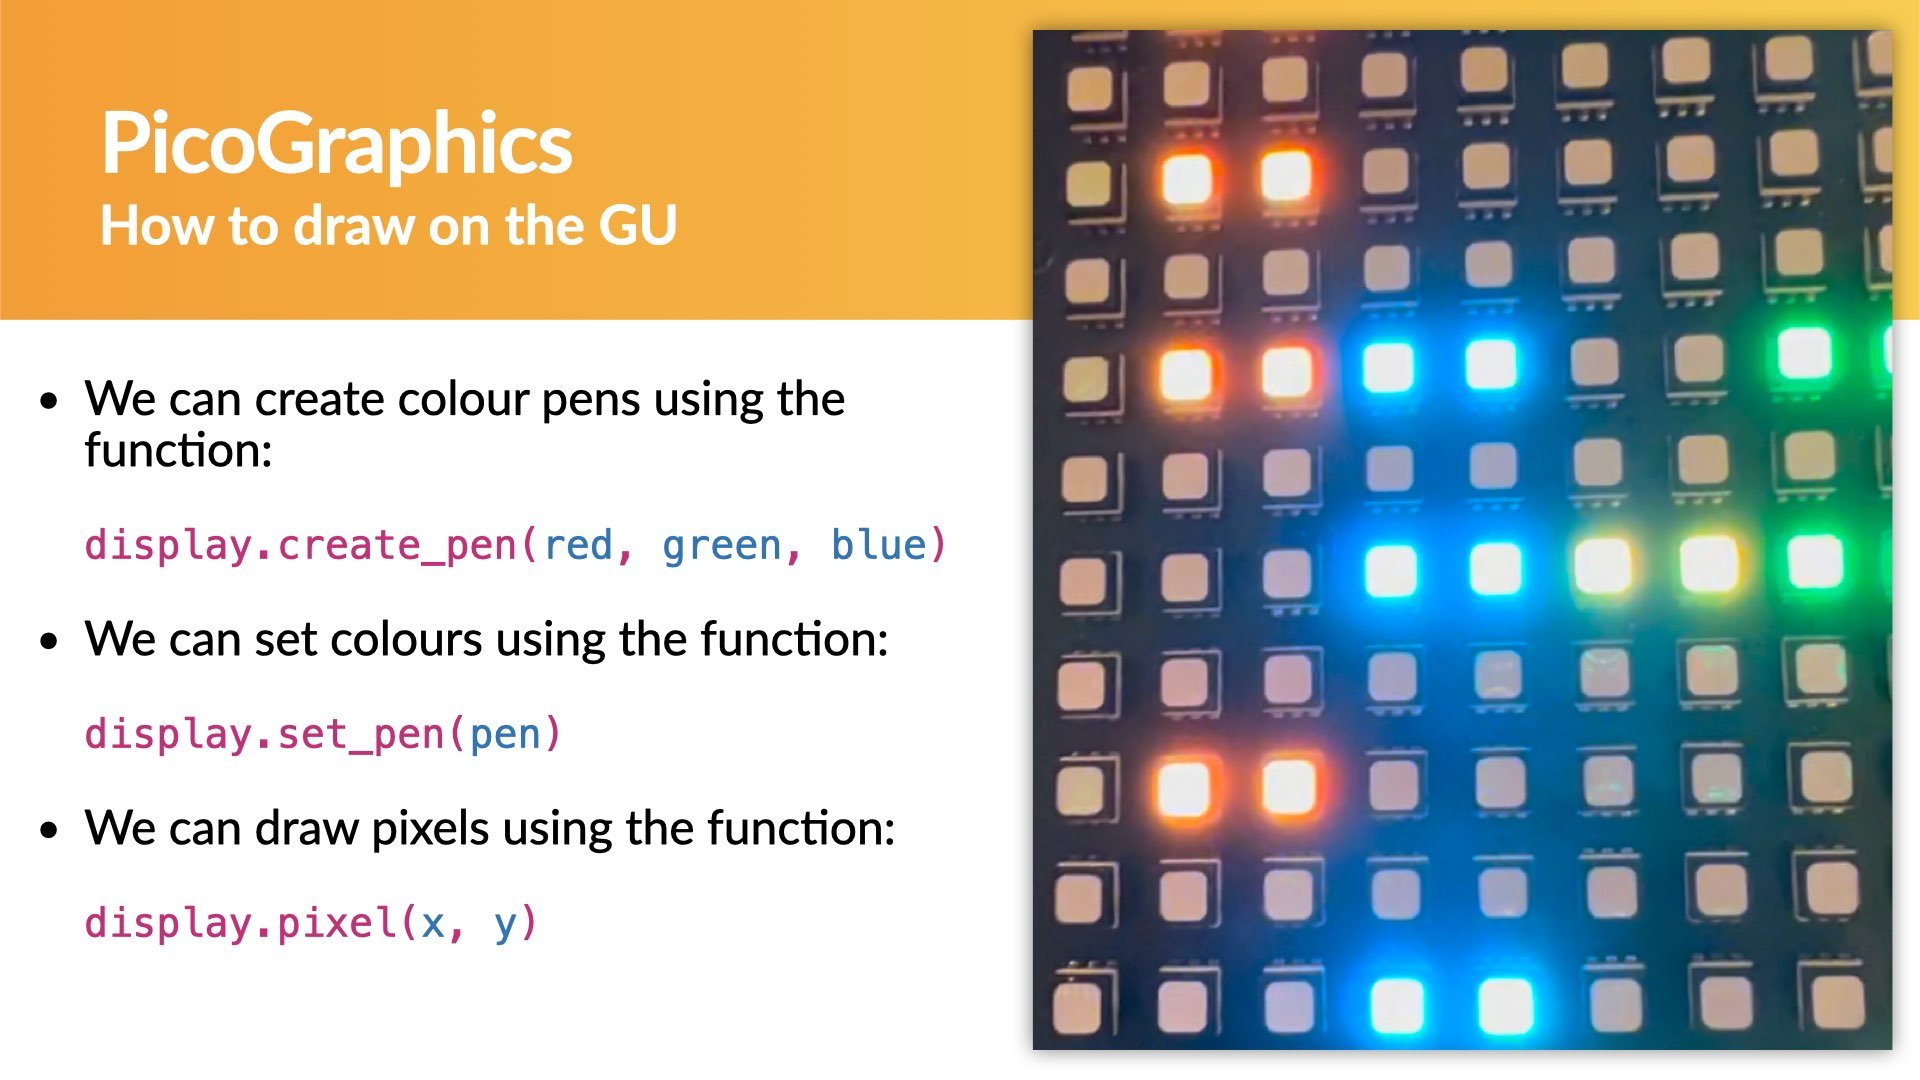 PicoGraphics
How to draw on the GU
• We can create colour pens using the
function:
display.create_pen(red, green, blue)
• We can set colours using the function:
display.set_pen(pen)
• We can draw pixels using the function:
display.pixel(x, y)